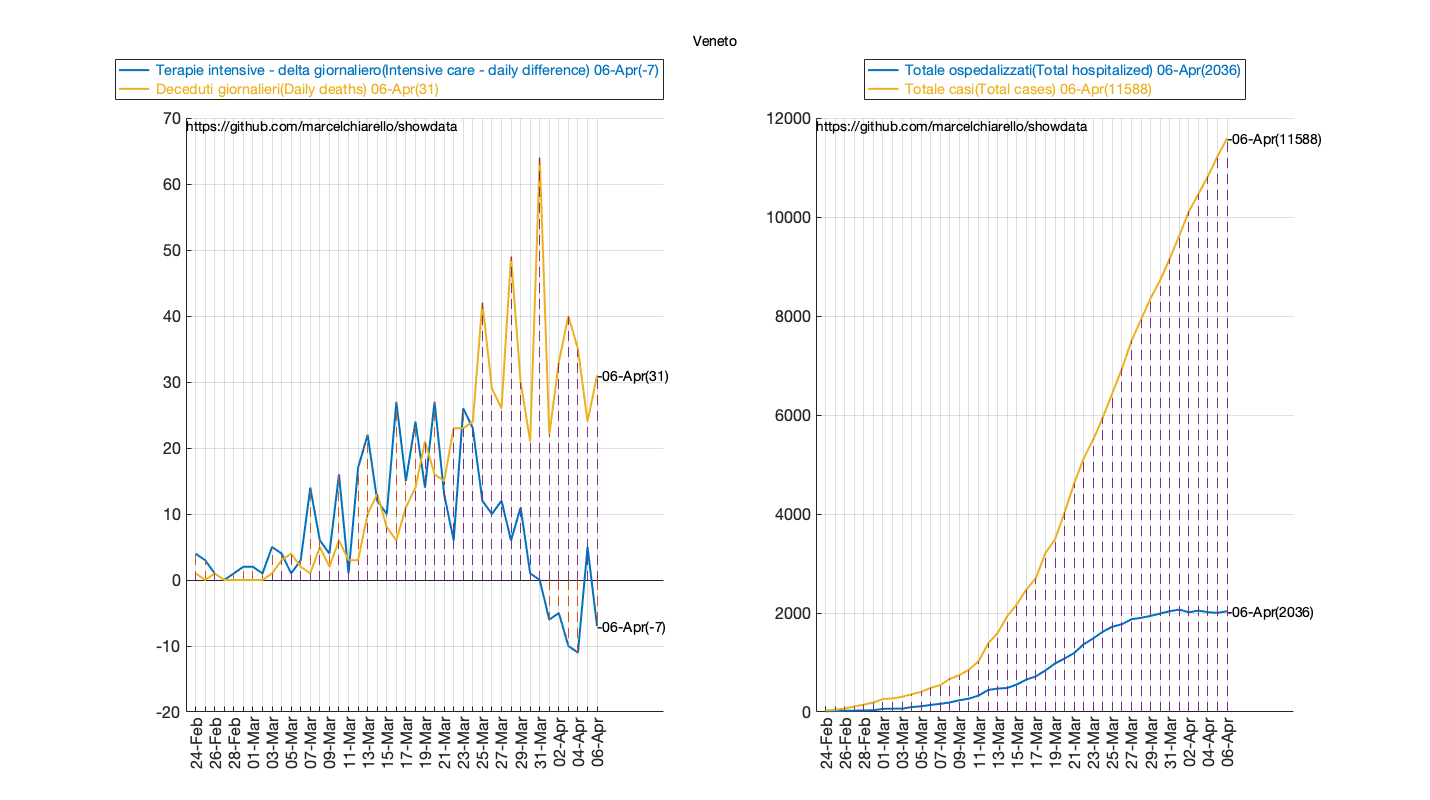 Veneto
Terapie intensive - delta giornaliero(Intensive care - daily difference) 06-Apr(-7)
Deceduti giornalieri(Daily deaths) 06-Apr(31)
https://github.com/marcelchiarello/showdata
70
60
50
40
30
20
10
0
-10
-20
-06-Apr(31)
-06-Apr(-7)
24-Feb
26-Feb
28-Feb
01-Mar
03-Mar
05-Mar
07-Mar
09-Mar
11-Mar
13-Mar
15-Mar
17-Mar
19-Mar
21-Mar
23-Mar
25-Mar
27-Mar
29-Mar
31-Mar
02-Apr
04-Apr
06-Apr
Totale ospedalizzati(Total hospitalized) 06-Apr(2036)
Totale casi(Total cases) 06-Apr(11588)
https://github.com/marcelchiarello/showdata
12000
10000
8000
6000
4000
2000
0
-06-Apr(11588)
-06-Apr(2036)
24-Feb
26-Feb
28-Feb
01-Mar
03-Mar
05-Mar
07-Mar
09-Mar
11-Mar
13-Mar
15-Mar
17-Mar
19-Mar
21-Mar
23-Mar
25-Mar
27-Mar
29-Mar
31-Mar
02-Apr
04-Apr
06-Apr